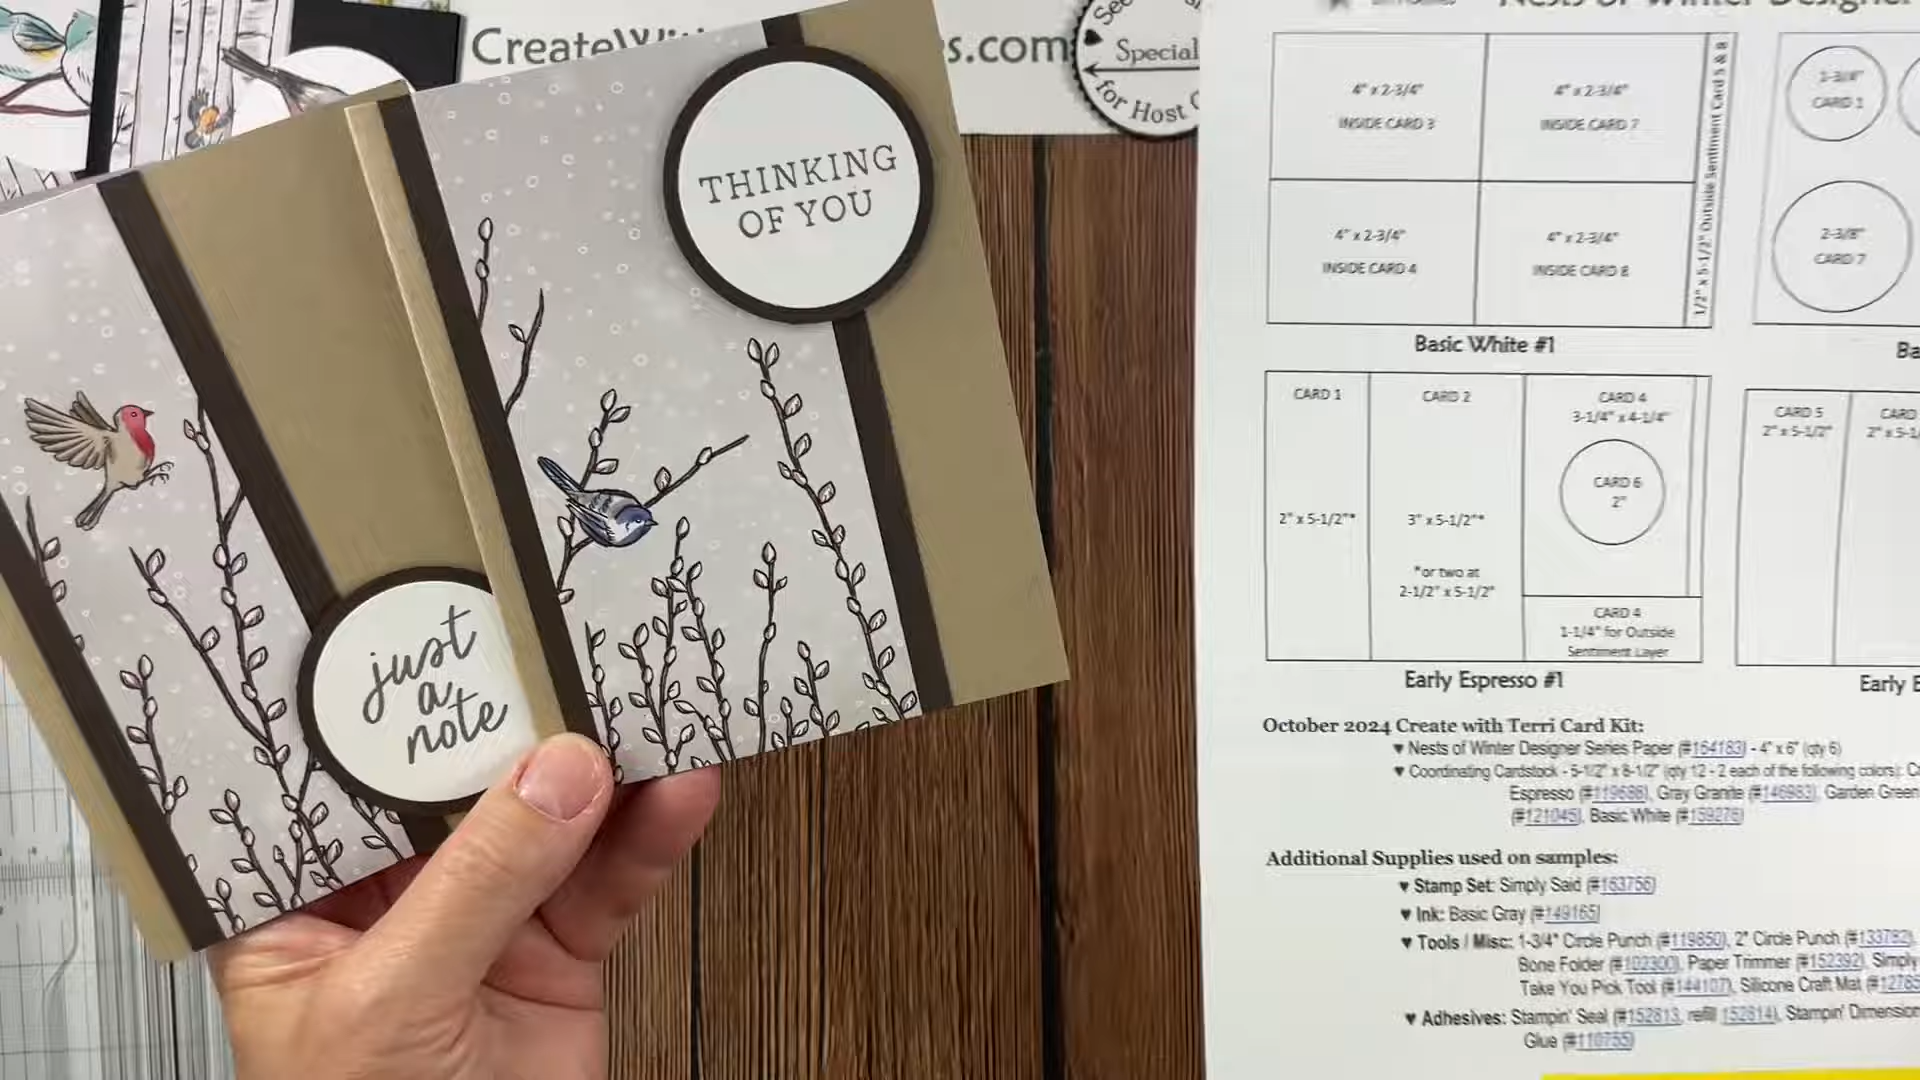 s.com
See
Special
for Host
THINKING
OF YOU
just
a
note
4" x 2-3/4"
INSIDE CARD 3
4" x 2-3/4"
INSIDE CARD 7
4" x 2-3/4"
INSIDE CARD 4
4" x 2-3/4"
INSIDE CARD 8
1/2" x 5-1/2" Outside Sentiment Card 5 & 8
Basic White #1
1-3/4"
CARD 1
2-3/8"
CARD 7
Ba
CARD 1
2" x 5-1/2"*
CARD 2
3" x 5-1/2"*
*or two at
2-1/2" x 5-1/2"
CARD 4
3-1/4" x 4-1/4"
CARD 6
2"
CARD 4
1-1/4" for Outside
Sentiment Layer
Early Espresso #1
CARD 5
2" x 5-1/2"
CARD
2" x 5-1/
Early E
October 2024 Create with Terri Card Kit:
♥ Nests of Winter Designer Series Paper (#164183) - 4" x 6" (qty 6)
♥ Coordinating Cardstock - 5-1/2" x 8-1/2" (qty 12 - 2 each of the following colors): C
Espresso (#119686), Gray Granite (#146983), Garden Green
(#121045), Basic White (#159276)
Additional Supplies used on samples:
♥ Stamp Set: Simply Said (#163756)
♥ Ink: Basic Gray (#149165)
♥ Tools / Misc: 1-3/4" Circle Punch (#119850), 2" Circle Punch (#133782),
Bone Folder (#102300), Paper Trimmer (#152392), Simply
Take You Pick Tool (#144107), Silicone Craft Mat (#12785
♥ Adhesives: Stampin' Seal (#152813, refill 152814), Stampin' Dimension
Glue (#110755)